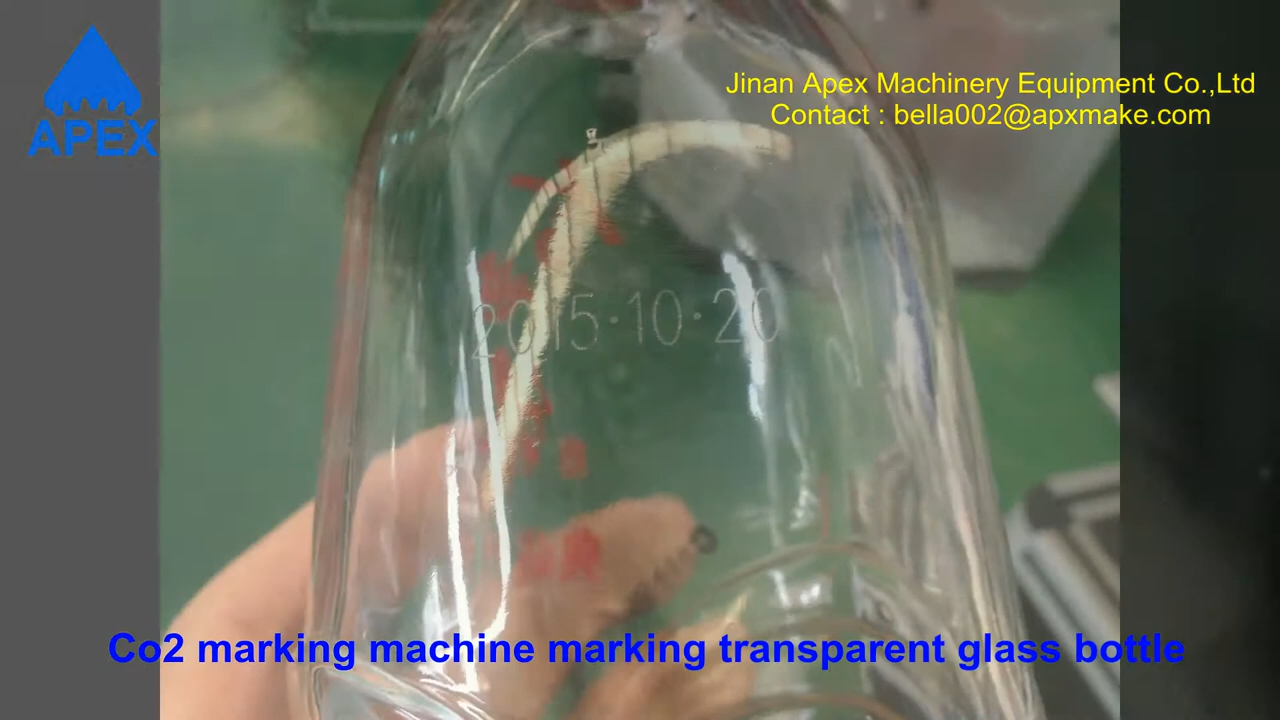 APEX
Jinan Apex Machinery Equipment Co.,Ltd
Contact : bella002@apxmake.com
2015·10·20
Co2 marking machine marking transparent glass bottle